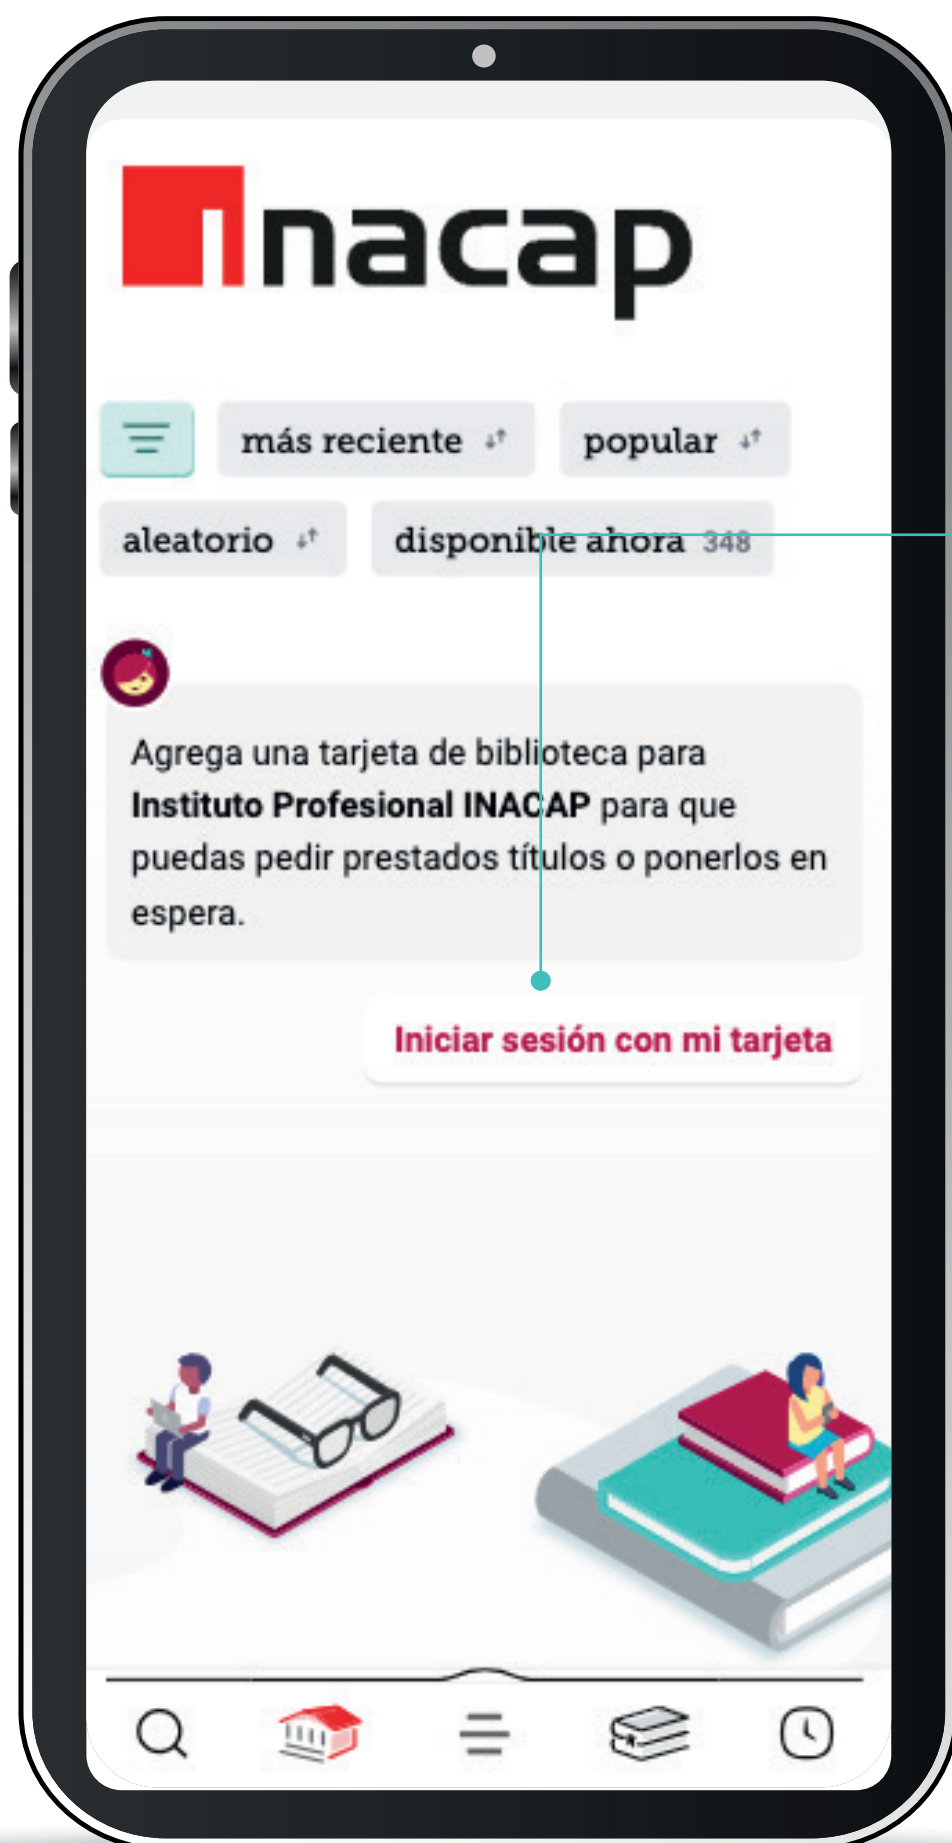 inacap
más reciente
popular
aleatorio
disponible ahora 348
Agrega una tarjeta de biblioteca para
Instituto Profesional INACAP para que
puedas pedir prestados títulos o ponerlos en
espera.
Iniciar sesión con mi tarjeta